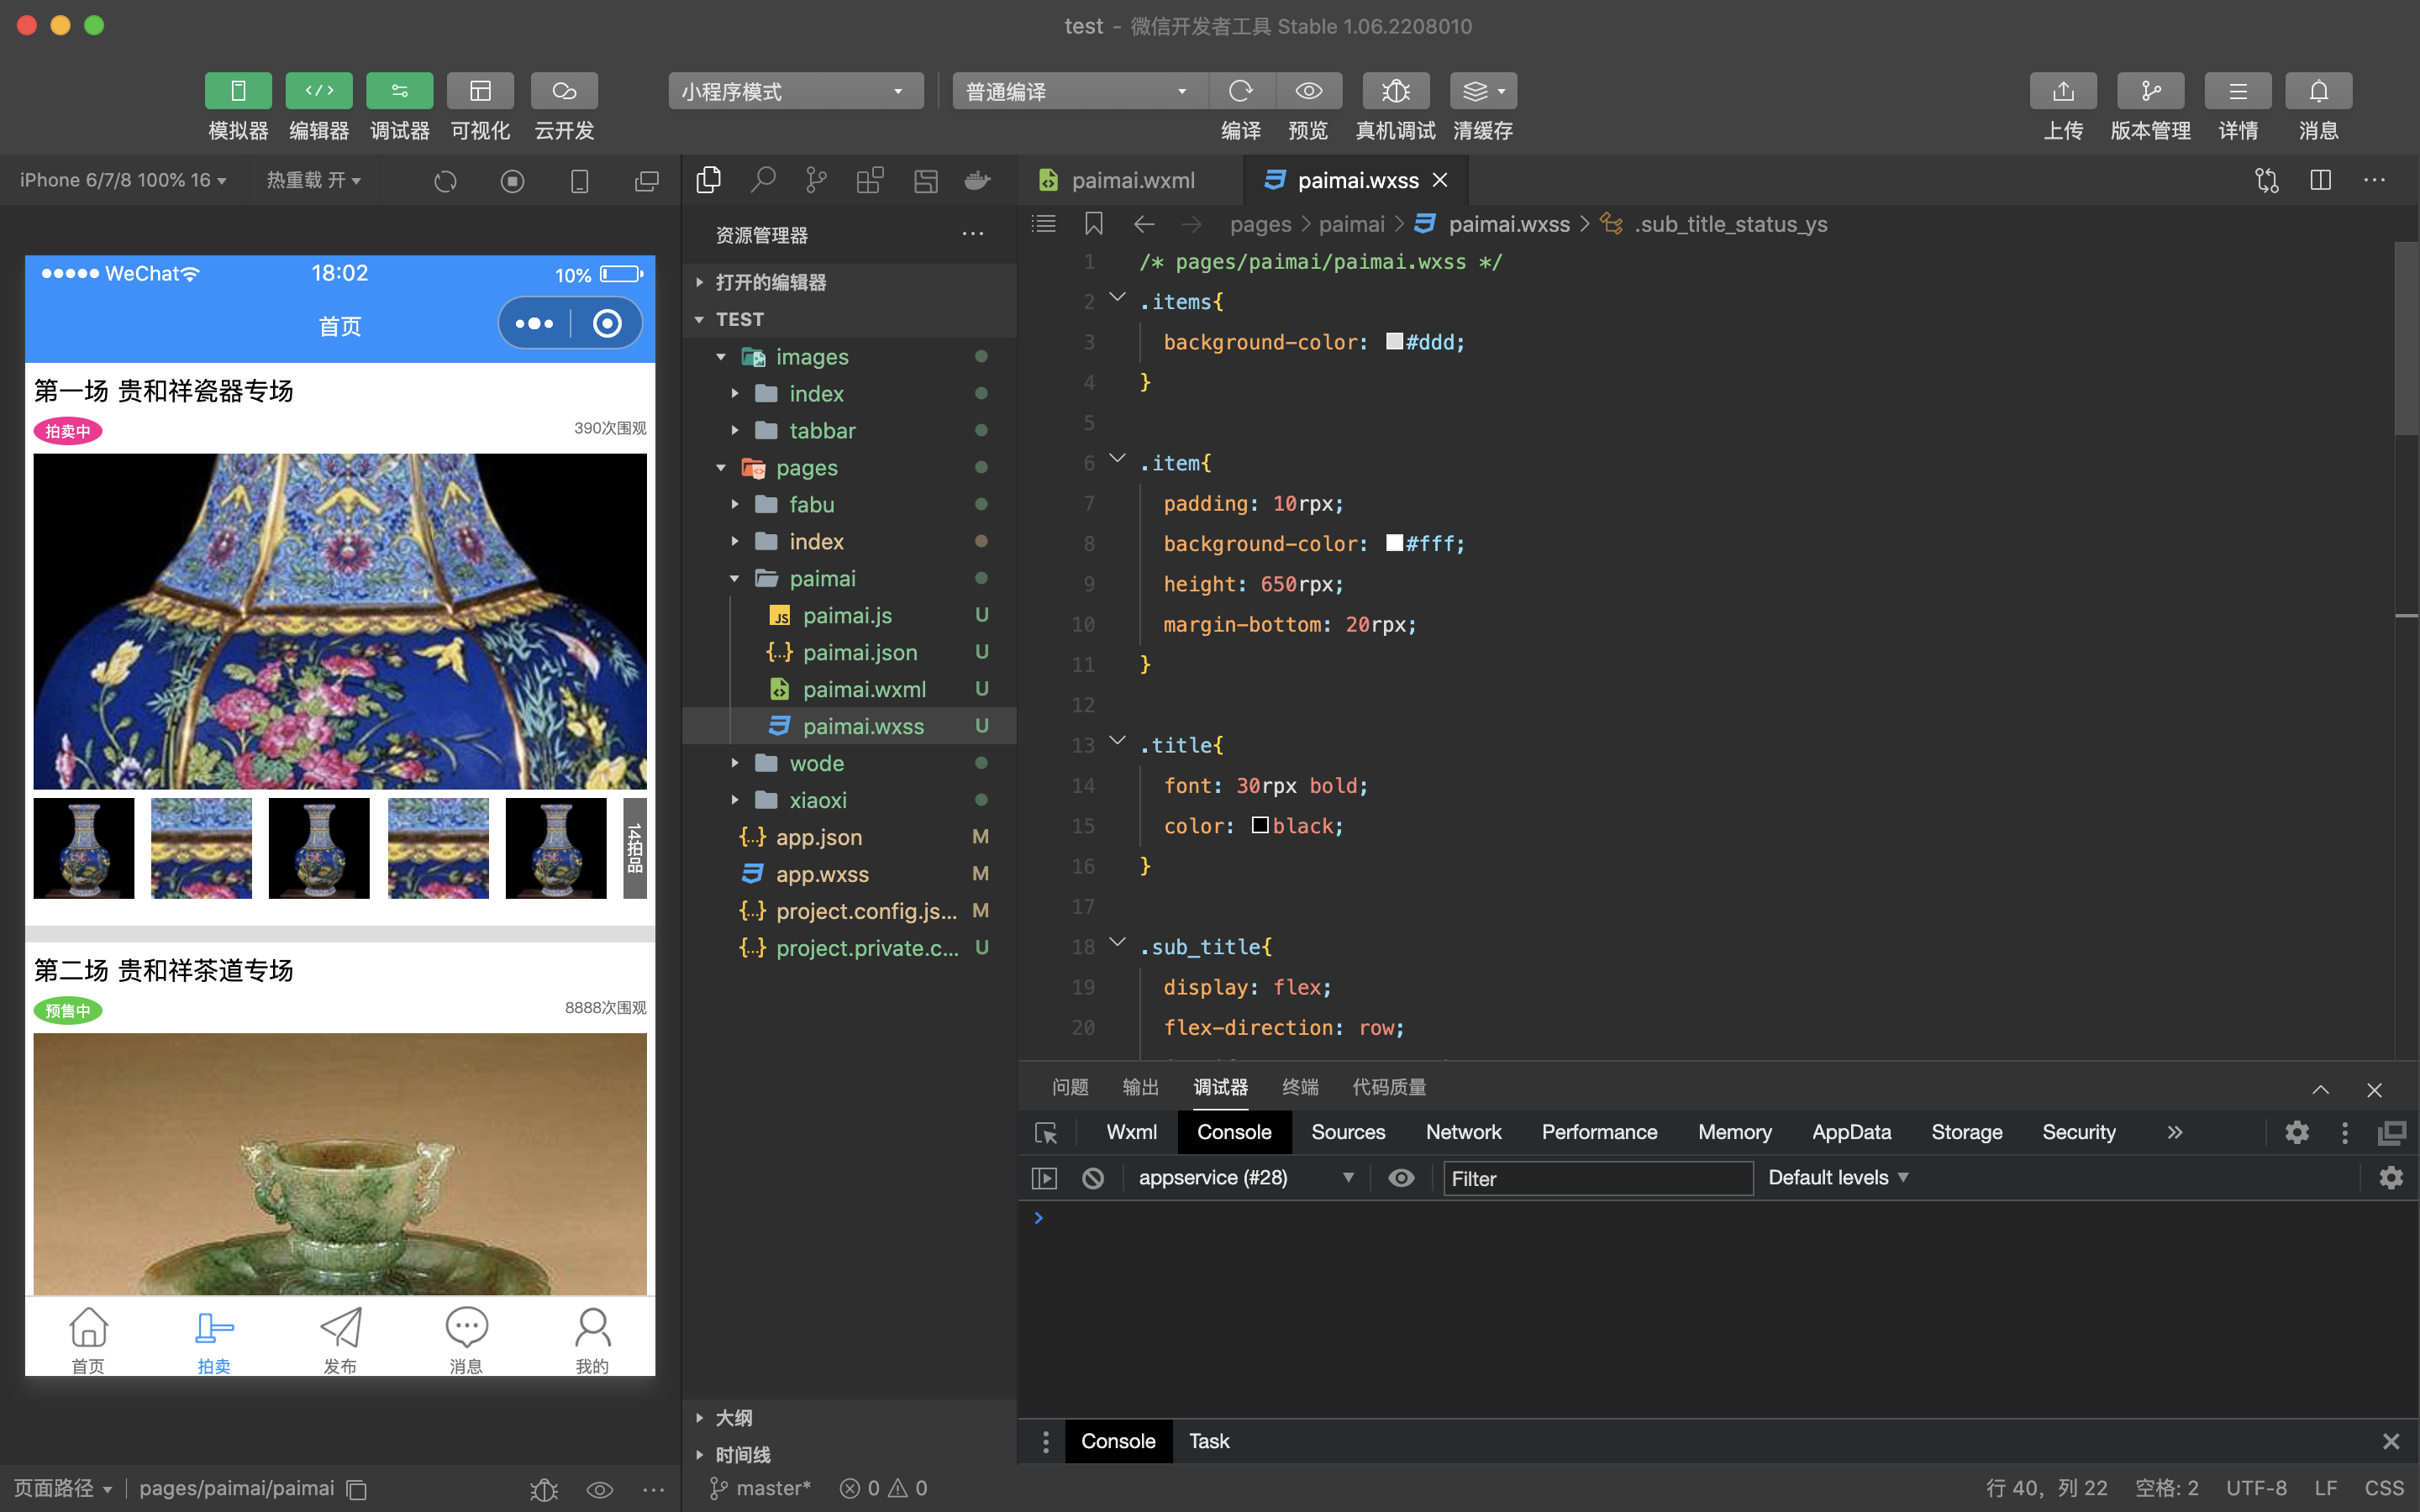 test - 微信开发者工具 Stable 1.06.2208010
模拟器 编辑器 调试器 可视化 云开发
小程序模式 普通编译
编译 预览 真机调试 清缓存
上传 版本管理 详情 消息
iPhone 6/7/8 100% 16 热重载 开
WeChat 18:02 10%
首页
第一场 贵和祥瓷器专场
拍卖中 390次围观
14拍品
第二场 贵和祥茶道专场
预售中 8888次围观
首页 拍卖 发布 消息 我的
页面路径 pages/paimai/paimai
资源管理器
打开的编辑器
TEST
images
index
tabbar
pages
fabu
index
paimai
JS paimai.js U
{..} paimai.json U
paimai.wxml U
paimai.wxss U
wode
xiaoxi
{..} app.json M
app.wxss M
{..} project.config.js... M
{..} project.private.c... U
大纲
时间线
master* 0 0
paimai.wxml paimai.wxss
pages > paimai > paimai.wxss > .sub_title_status_ys
1 /* pages/paimai/paimai.wxss */
2 .items{
3 background-color: #ddd;
4 }
5
6 .item{
7 padding: 10rpx;
8 background-color: #fff;
9 height: 650rpx;
10 margin-bottom: 20rpx;
11 }
12
13 .title{
14 font: 30rpx bold;
15 color: black;
16 }
17
18 .sub_title{
19 display: flex;
20 flex-direction: row;
问题 输出 调试器 终端 代码质量
Wxml Console Sources Network Performance Memory AppData Storage Security
appservice (#28) Filter Default levels
Console Task
行 40，列 22 空格: 2 UTF-8 LF CSS